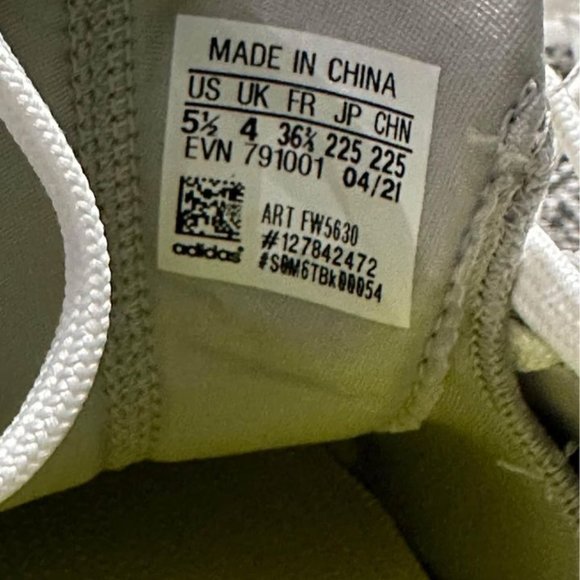 MADE IN CHINA
US UK FR JP CHN
5½ 4 36⅔ 225 225
EVN 791001 04/21
ART FW5630
#127842472
#S0M6TBk00054
adidas